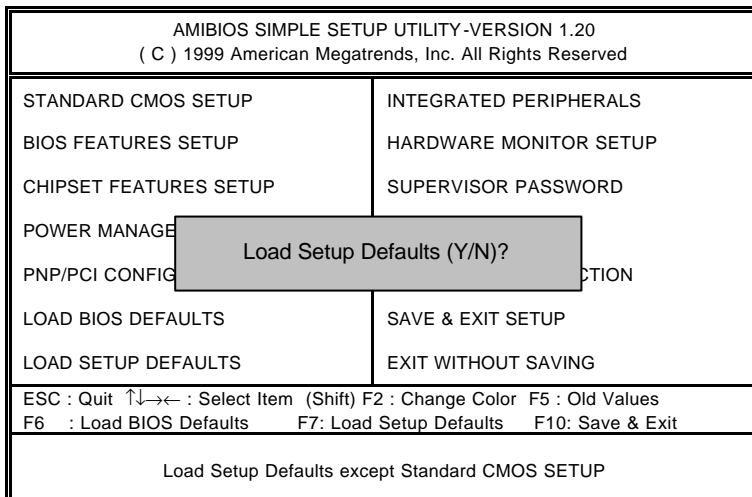 AMIBIOS SIMPLE SETUP UTILITY-VERSION 1.20
( C ) 1999 American Megatrends, Inc. All Rights Reserved
STANDARD CMOS SETUP
INTEGRATED PERIPHERALS
BIOS FEATURES SETUP
HARDWARE MONITOR SETUP
CHIPSET FEATURES SETUP
SUPERVISOR PASSWORD
POWER MANAGE
Load Setup Defaults (Y/N)?
PNP/PCI CONFIG
CTION
LOAD BIOS DEFAULTS
SAVE & EXIT SETUP
LOAD SETUP DEFAULTS
EXIT WITHOUT SAVING
ESC : Quit ↑↓→← : Select Item (Shift) F2 : Change Color F5 : Old Values
F6 : Load BIOS Defaults F7: Load Setup Defaults F10: Save & Exit
Load Setup Defaults except Standard CMOS SETUP